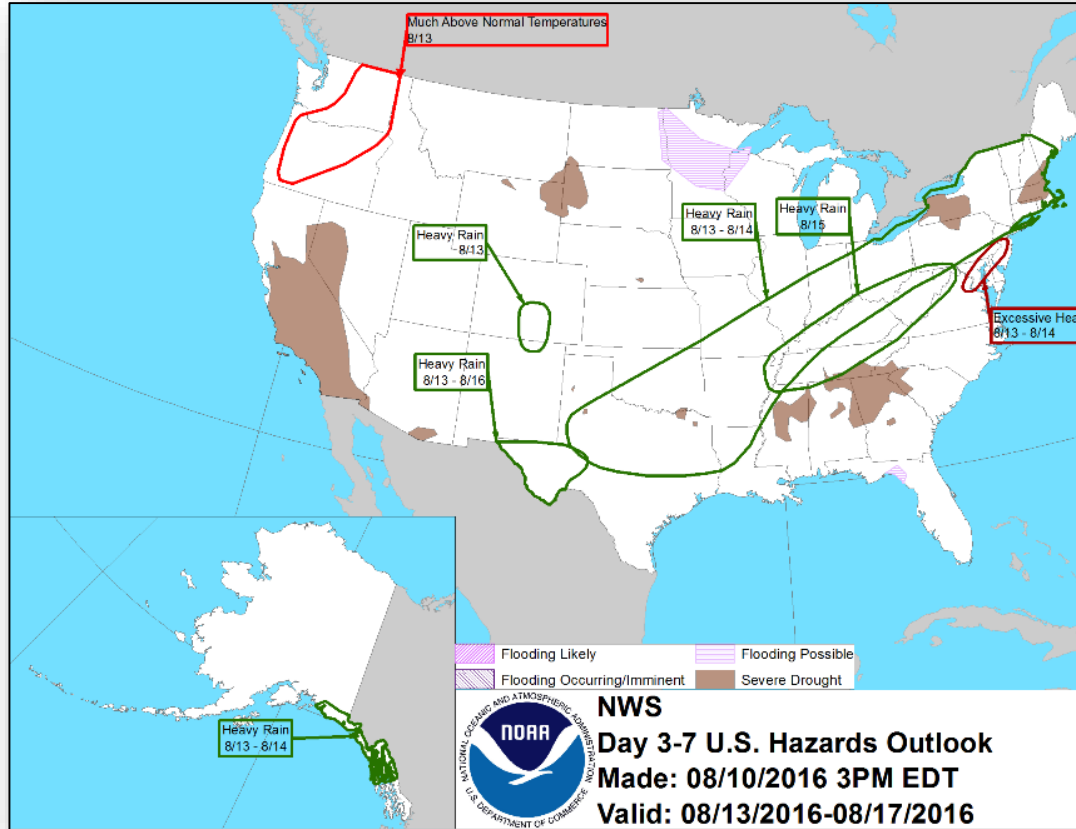 Much Above Normal Temperatures
8/13
Heavy Rain
8/13
Heavy Rain
8/13 - 8/14
Heavy Rain
8/15
Heavy Rain
8/13 - 8/16
Excessive Hea
8/13 - 8/14
Heavy Rain
8/13 - 8/14
Flooding Likely
Flooding Possible
Flooding Occurring/Imminent
Severe Drought
NATIONAL OCEANIC AND ATMOSPHERIC ADMINISTRATION
NOAA
U.S. DEPARTMENT OF COMMERCE
NWS
Day 3-7 U.S. Hazards Outlook
Made: 08/10/2016 3PM EDT
Valid: 08/13/2016-08/17/2016